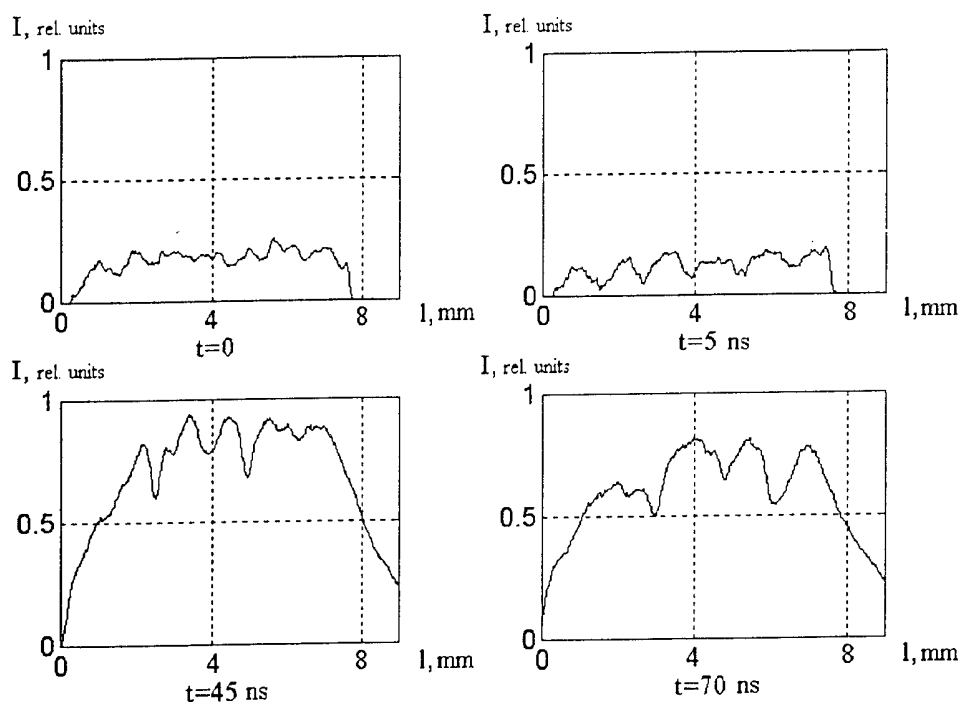 I, rel. units
1
0.5
0
0 4 8 l, mm
t=0
I, rel. units
1
0.5
0
0 4 8 l, mm
t=5 ns
I, rel. units
1
0.5
0
0 4 8 l, mm
t=45 ns
I, rel. units
1
0.5
0
0 4 8 l, mm
t=70 ns